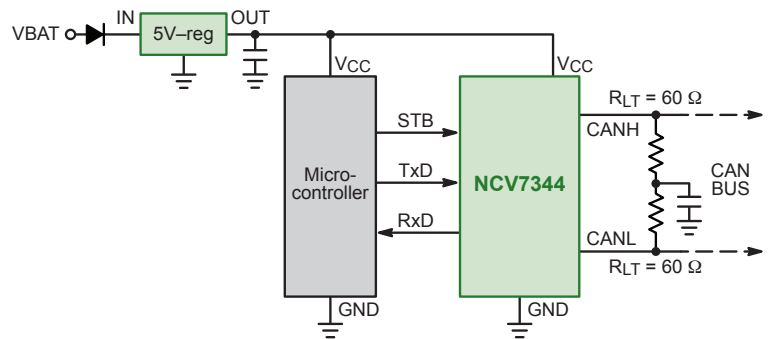 VBAT
IN
5V–reg
OUT
VCC
VCC
RLT = 60 Ω
STB
CANH
Micro-
controller
TxD
NCV7344
CAN
BUS
RxD
CANL
RLT = 60 Ω
GND
GND